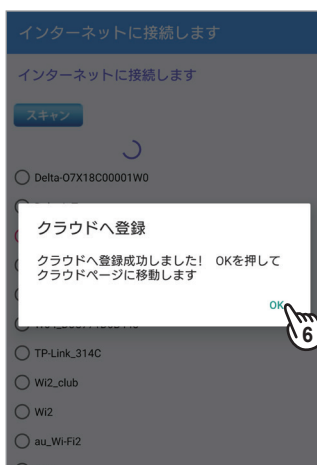 インターネットに接続します
インターネットに接続します
スキャン
Delta-O7X18C00001W0
クラウドへ登録
クラウドへ登録成功しました! OKを押して
クラウドページに移動します
OK
6
TP-Link_314C
Wi2_club
Wi2
au_Wi-Fi2